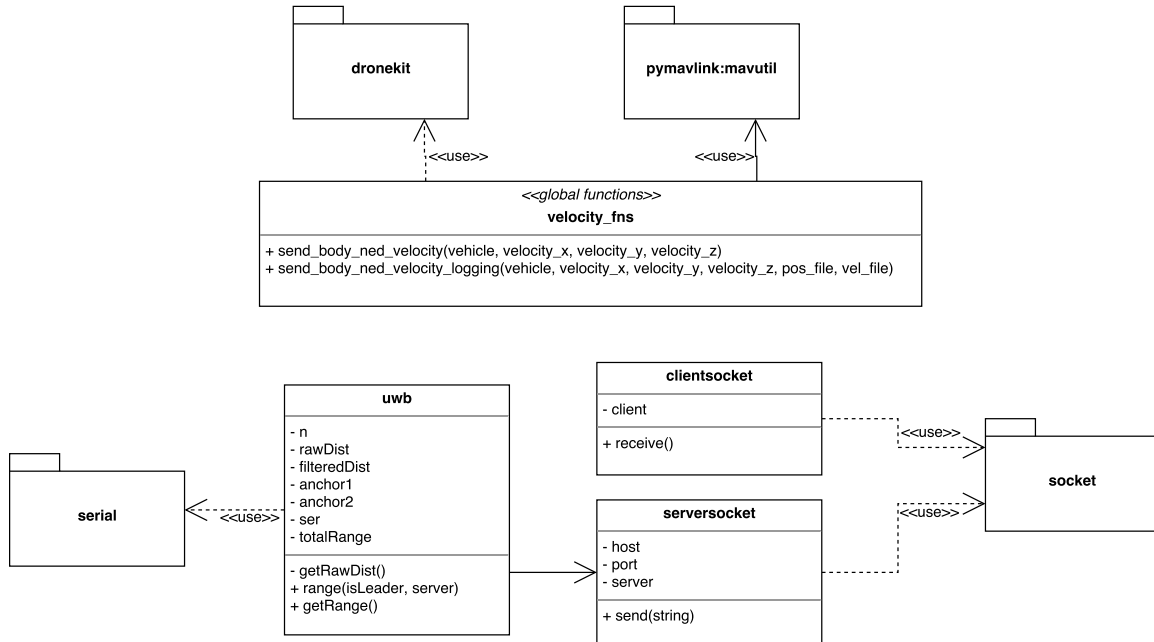 dronekit
pymavlink:mavutil
<<use>>
<<use>>
<<global functions>>
velocity_fns
+ send_body_ned_velocity(vehicle, velocity_x, velocity_y, velocity_z)
+ send_body_ned_velocity_logging(vehicle, velocity_x, velocity_y, velocity_z, pos_file, vel_file)
serial
<<use>>
uwb
- n
- rawDist
- filteredDist
- anchor1
- anchor2
- ser
- totalRange
- getRawDist()
+ range(isLeader, server)
+ getRange()
clientsocket
- client
+ receive()
<<use>>
serversocket
- host
- port
- server
+ send(string)
<<use>>
socket